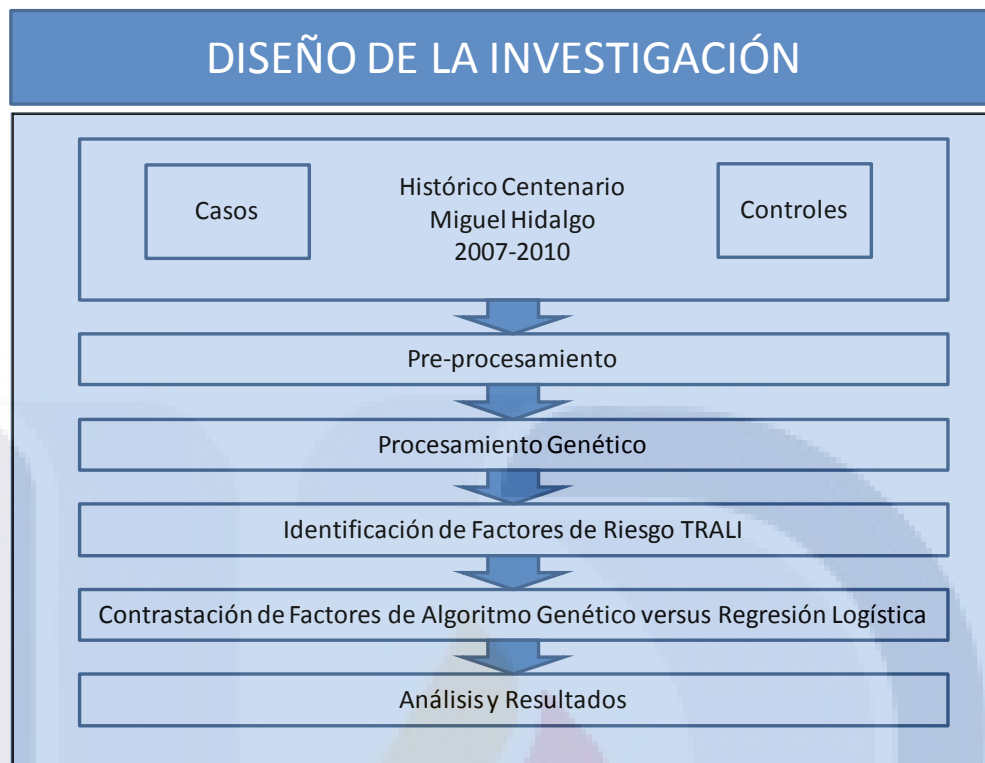 DISEÑO DE LA INVESTIGACIÓN
Casos
Histórico Centenario
Miguel Hidalgo
2007-2010
Controles
Pre-procesamiento
Procesamiento Genético
Identificación de Factores de Riesgo TRALI
Contrastación de Factores de Algoritmo Genético versus Regresión Logística
Análisis y Resultados